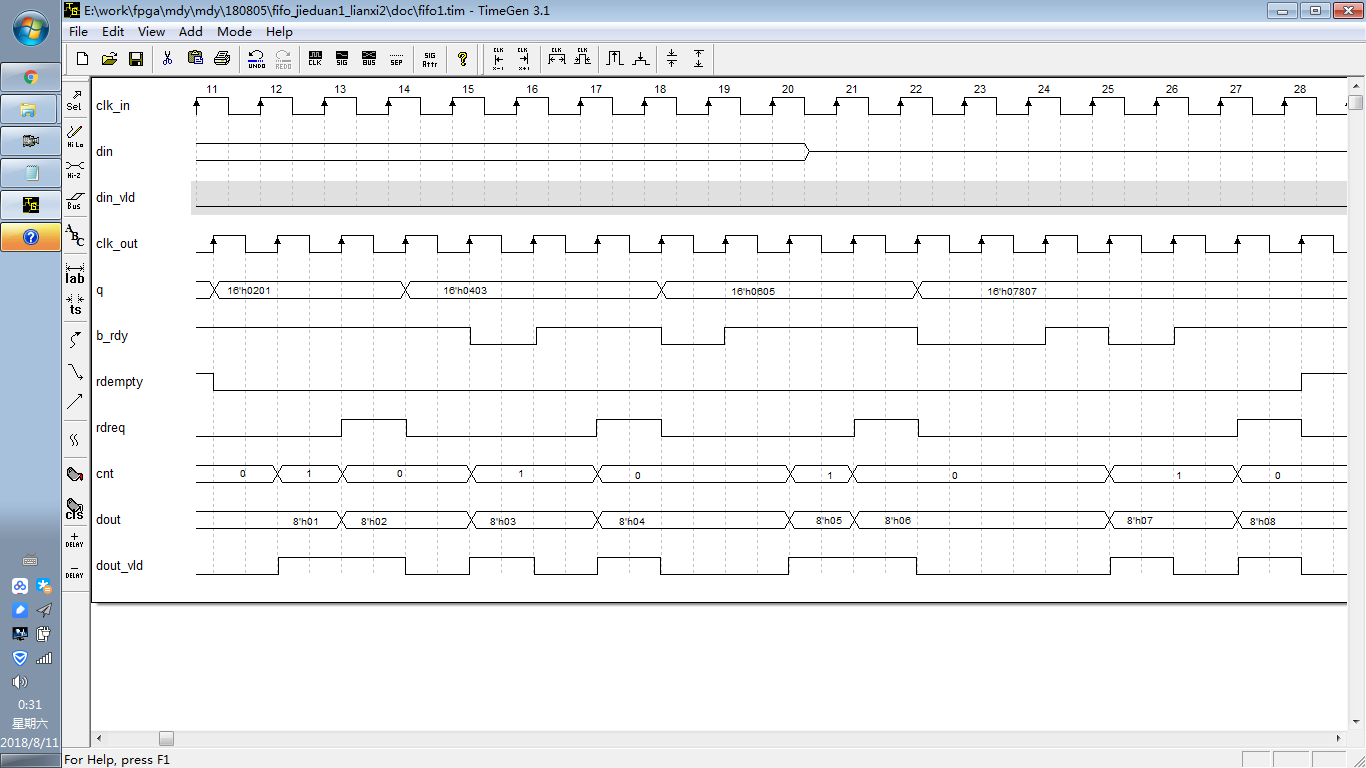 E:\work\fpga\mdy\mdy\180805\fifo_jieduan1_lianxi2\doc\fifo1.tim - TimeGen 3.1
File Edit View Add Mode Help
UNDO REDO CLK SIG BUS SEP SIG Attr CLK x-1 CLK x+1 CLK CLK
Sel
Hi Lo
Hi-Z
Bus
ABC
lab
ts
cls
+ DELAY
- DELAY
11 12 13 14 15 16 17 18 19 20 21 22 23 24 25 26 27 28
clk_in
din
din_vld
clk_out
q 16'h0201 16'h0403 16'h0605 16'h07807
b_rdy
rdempty
rdreq
cnt 0 1 0 1 0 1 0 1 0
dout 8'h01 8'h02 8'h03 8'h04 8'h05 8'h06 8'h07 8'h08
dout_vld
0:31
星期六
2018/8/11
For Help, press F1